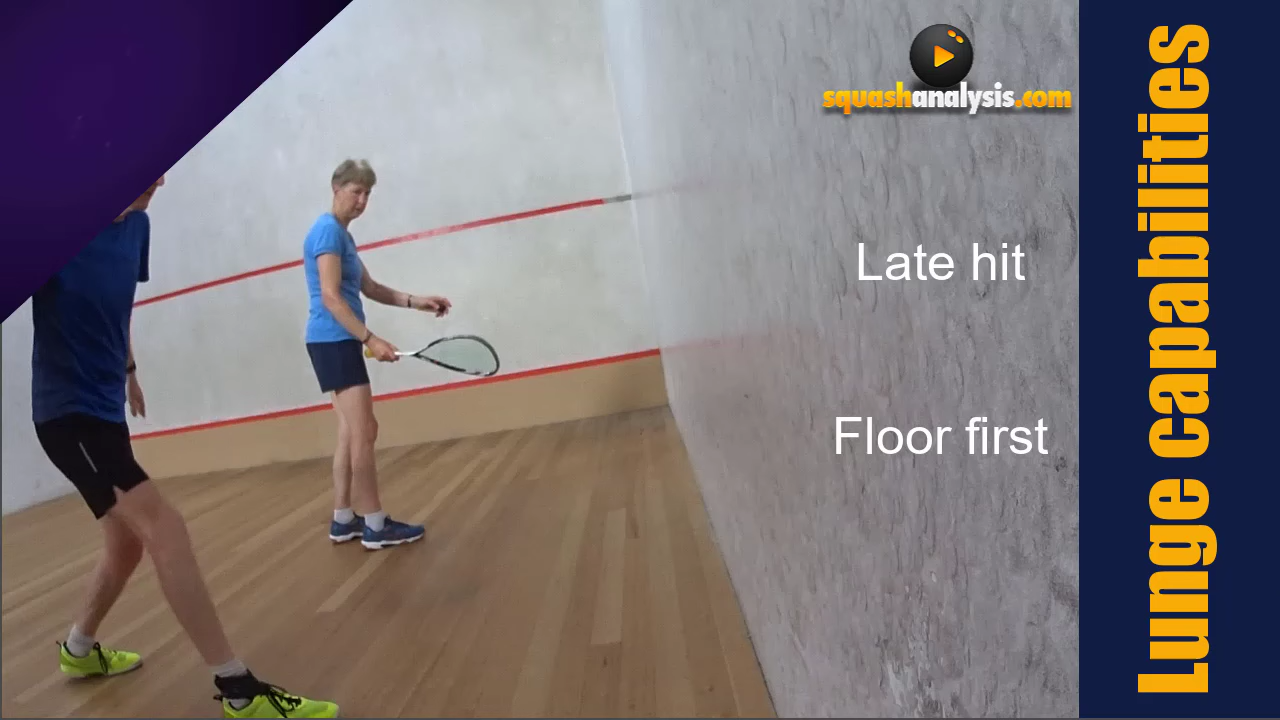 squashanalysis.com
Late hit
Floor first
Lunge capabilities